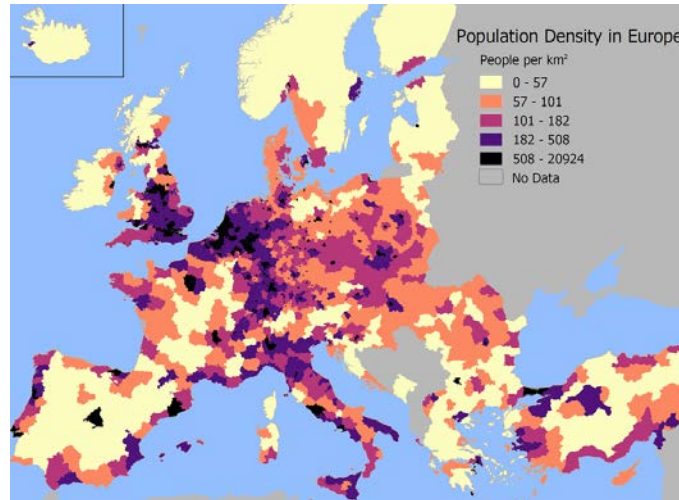 Population Density in Europe
People per km²
0 - 57
57 - 101
101 - 182
182 - 508
508 - 20924
No Data